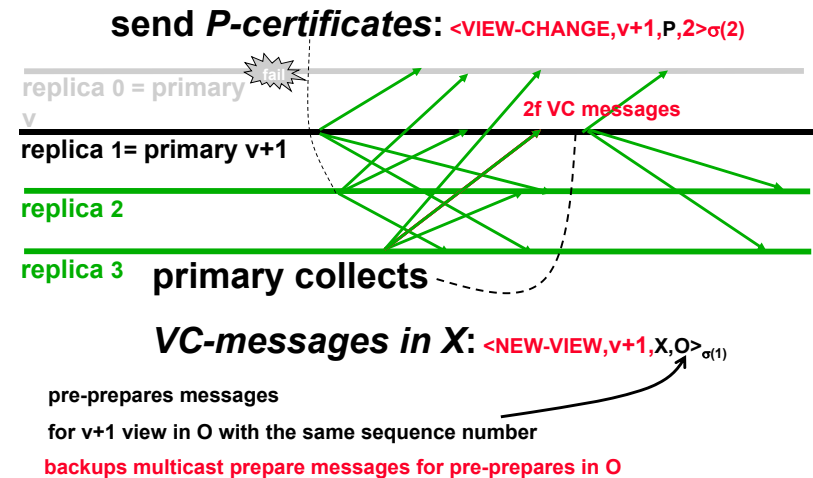 send P-certificates: <VIEW-CHANGE,v+1,P,2>σ(2)
fail
replica 0 = primary
v
2f VC messages
replica 1= primary v+1
replica 2
replica 3
primary collects
VC-messages in X: <NEW-VIEW,v+1,X,O>σ(1)
pre-prepares messages
for v+1 view in O with the same sequence number
backups multicast prepare messages for pre-prepares in O